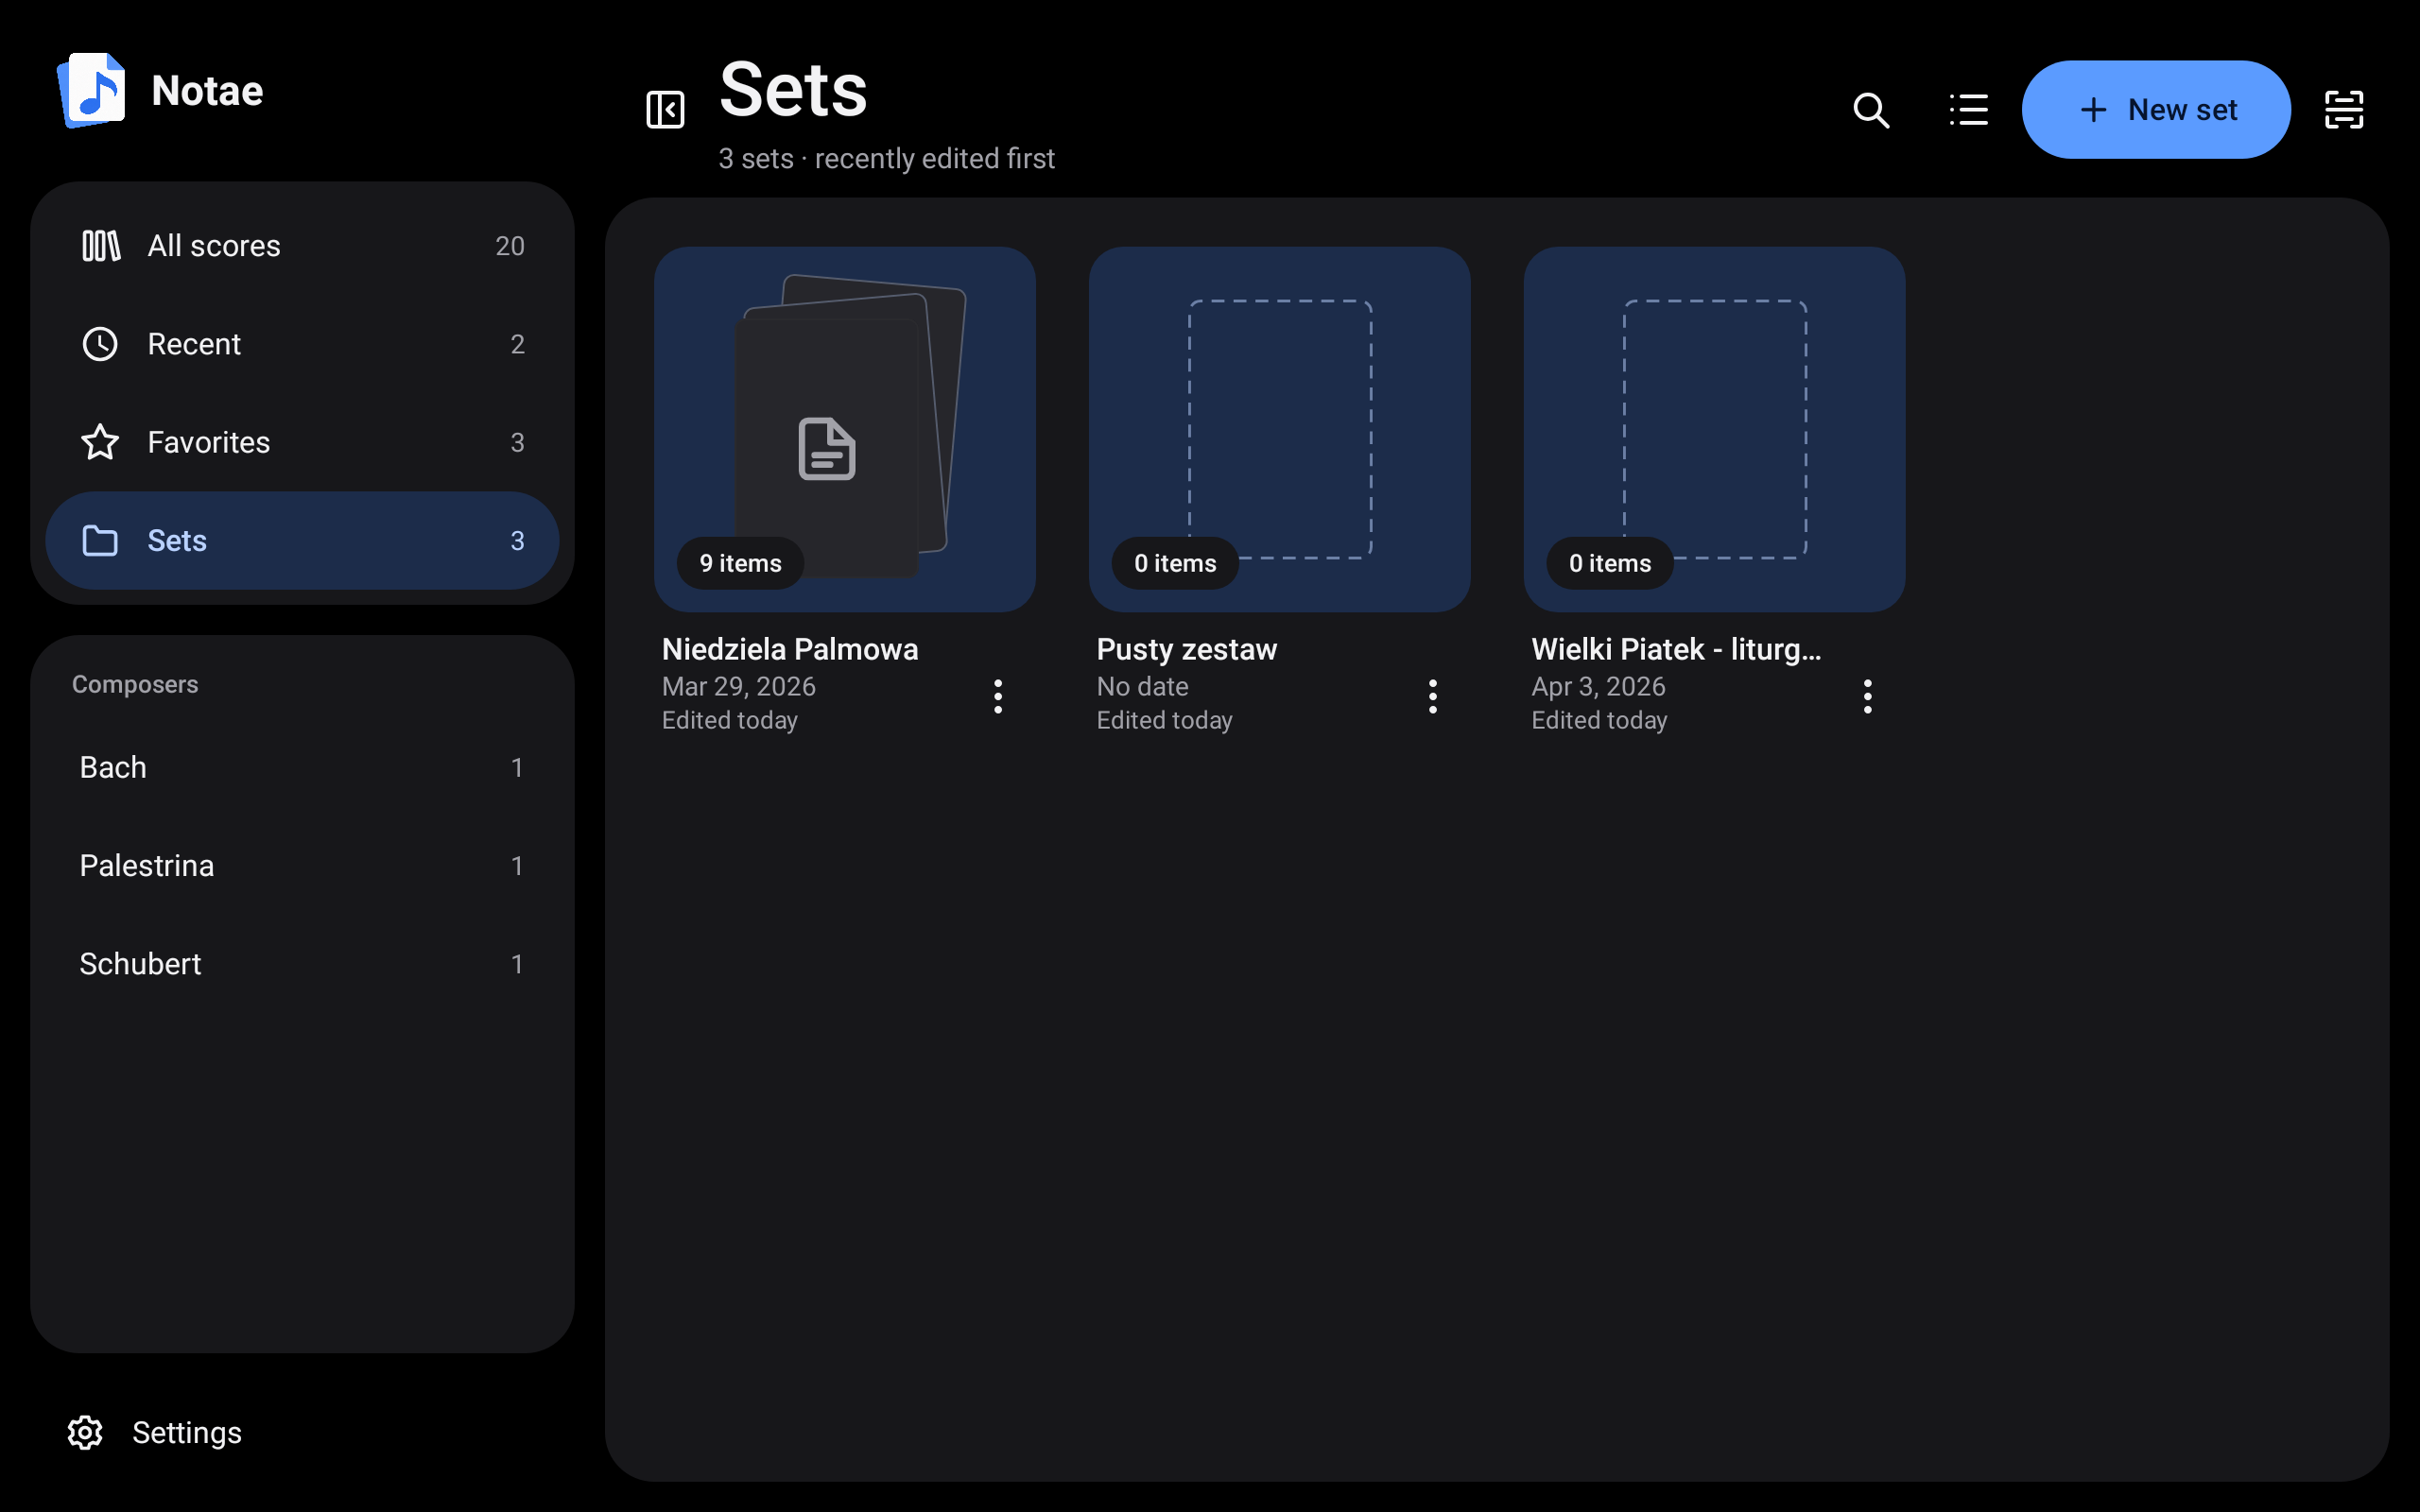 Notae
All scores 20
Recent 2
Favorites 3
Sets 3
Composers
Bach 1
Palestrina 1
Schubert 1
Settings
Sets
3 sets · recently edited first
New set
9 items
Niedziela Palmowa
Mar 29, 2026
Edited today
0 items
Pusty zestaw
No date
Edited today
0 items
Wielki Piatek - liturg...
Apr 3, 2026
Edited today